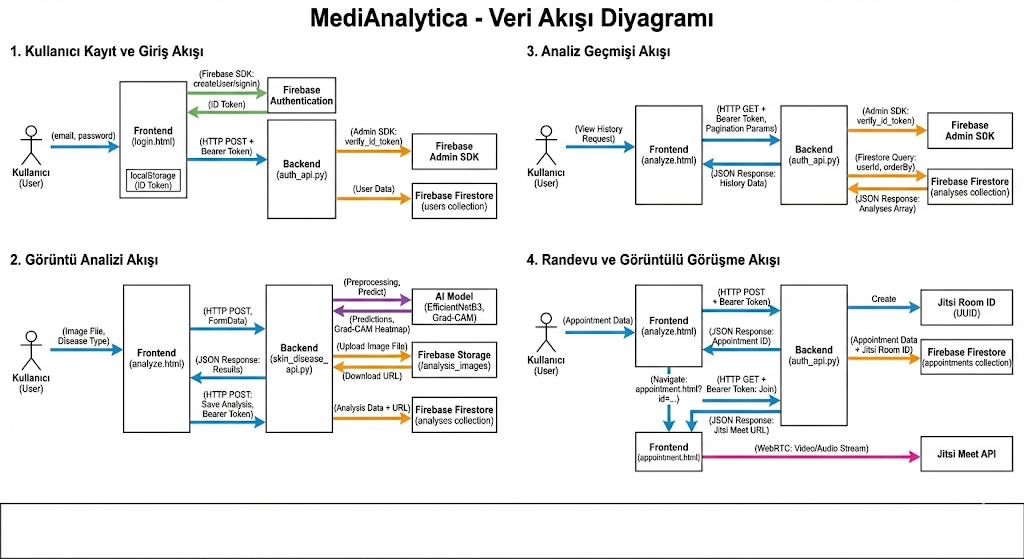 MediAnalytica - Veri Akışı Diyagramı
1. Kullanıcı Kayıt ve Giriş Akışı
Kullanıcı
(User)
(email, password)
Frontend
(login.html)
localStorage
(ID Token)
(Firebase SDK:
createUser/signin)
(ID Token)
Firebase
Authentication
(HTTP POST +
Bearer Token)
Backend
(auth_api.py)
(Admin SDK:
verify_id_token)
Firebase
Admin SDK
(User Data)
Firebase Firestore
(users collection)
2. Görüntü Analizi Akışı
Kullanıcı
(User)
(Image File,
Disease Type)
Frontend
(analyze.html)
(HTTP POST,
FormData)
(JSON Response:
Results)
(HTTP POST:
Save Analysis,
Bearer Token)
Backend
(skin_disease_
api.py)
(Preprocessing,
Predict)
(Predictions,
Grad-CAM Heatmap)
AI Model
(EfficientNetB3,
Grad-CAM)
(Upload Image File)
(Download URL)
Firebase Storage
/analysis_images)
(Analysis Data + URL)
Firebase Firestore
(analyses collection)
3. Analiz Geçmişi Akışı
Kullanıcı
(User)
(View History
Request)
Frontend
(analyze.html)
(HTTP GET +
Bearer Token,
Pagination Params)
(JSON Response:
History Data)
Backend
(auth_api.py)
(Admin SDK:
verify_id_token)
Firebase
Admin SDK
(Firestore Query:
userId, orderBy)
(JSON Response:
Analyses Array)
Firebase Firestore
(analyses collection)
4. Randevu ve Görüntülü Görüşme Akışı
Kullanıcı
(User)
(Appointment Data)
Frontend
(analyze.html)
(HTTP POST
+ Bearer Token)
(JSON Response:
Appointment ID)
Backend
(auth_api.py)
Create
Jitsi Room ID
(UUID)
(Appointment Data
+ Jitsi Room ID)
Firebase Firestore
(appointments collection)
(Navigate:
appointment.html?
id=...)
(HTTP GET +
Bearer Token: Join)
(JSON Response:
Jitsi Meet URL)
Frontend
(appointment.html)
(WebRTC: Video/Audio Stream)
Jitsi Meet API